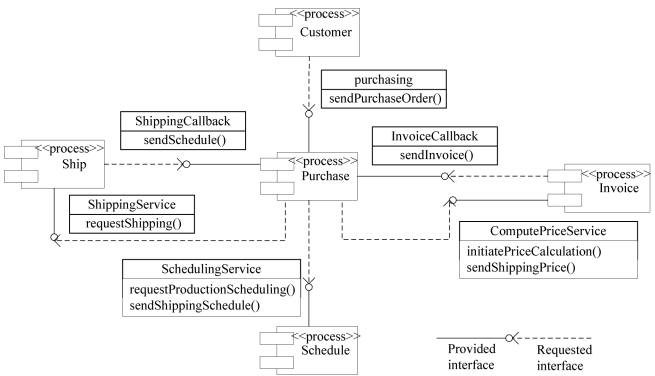 <<process>>
Customer
purchasing
sendPurchaseOrder()
ShippingCallback
sendSchedule()
InvoiceCallback
sendInvoice()
<<process>>
Ship
<<process>>
Purchase
<<process>>
Invoice
ShippingService
requestShipping()
ComputePriceService
initiatePriceCalculation()
sendShippingPrice()
SchedulingService
requestProductionScheduling()
sendShippingSchedule()
<<process>>
Schedule
Provided
interface
Requested
interface